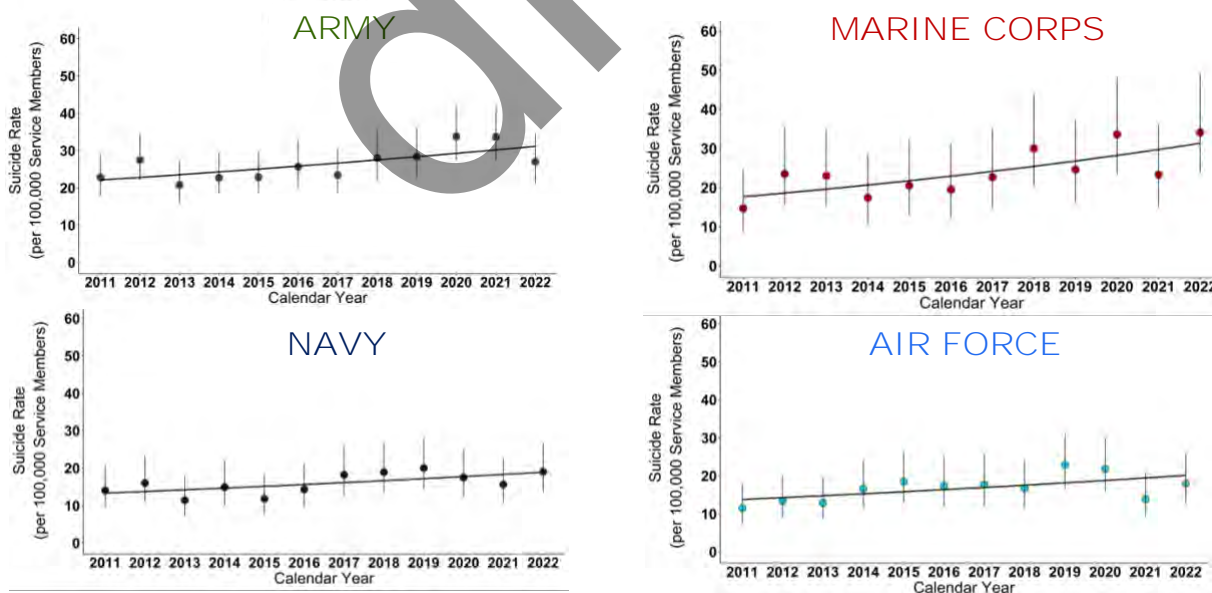 ARMY
60
50
40
30
20
10
0
Suicide Rate
(per 100,000 Service Members)
2011 2012 2013 2014 2015 2016 2017 2018 2019 2020 2021 2022
Calendar Year
MARINE CORPS
60
50
40
30
20
10
0
Suicide Rate
(per 100,000 Service Members)
2011 2012 2013 2014 2015 2016 2017 2018 2019 2020 2021 2022
Calendar Year
NAVY
60
50
40
30
20
10
0
Suicide Rate
(per 100,000 Service Members)
2011 2012 2013 2014 2015 2016 2017 2018 2019 2020 2021 2022
Calendar Year
AIR FORCE
60
50
40
30
20
10
0
Suicide Rate
(per 100,000 Service Members)
2011 2012 2013 2014 2015 2016 2017 2018 2019 2020 2021 2022
Calendar Year